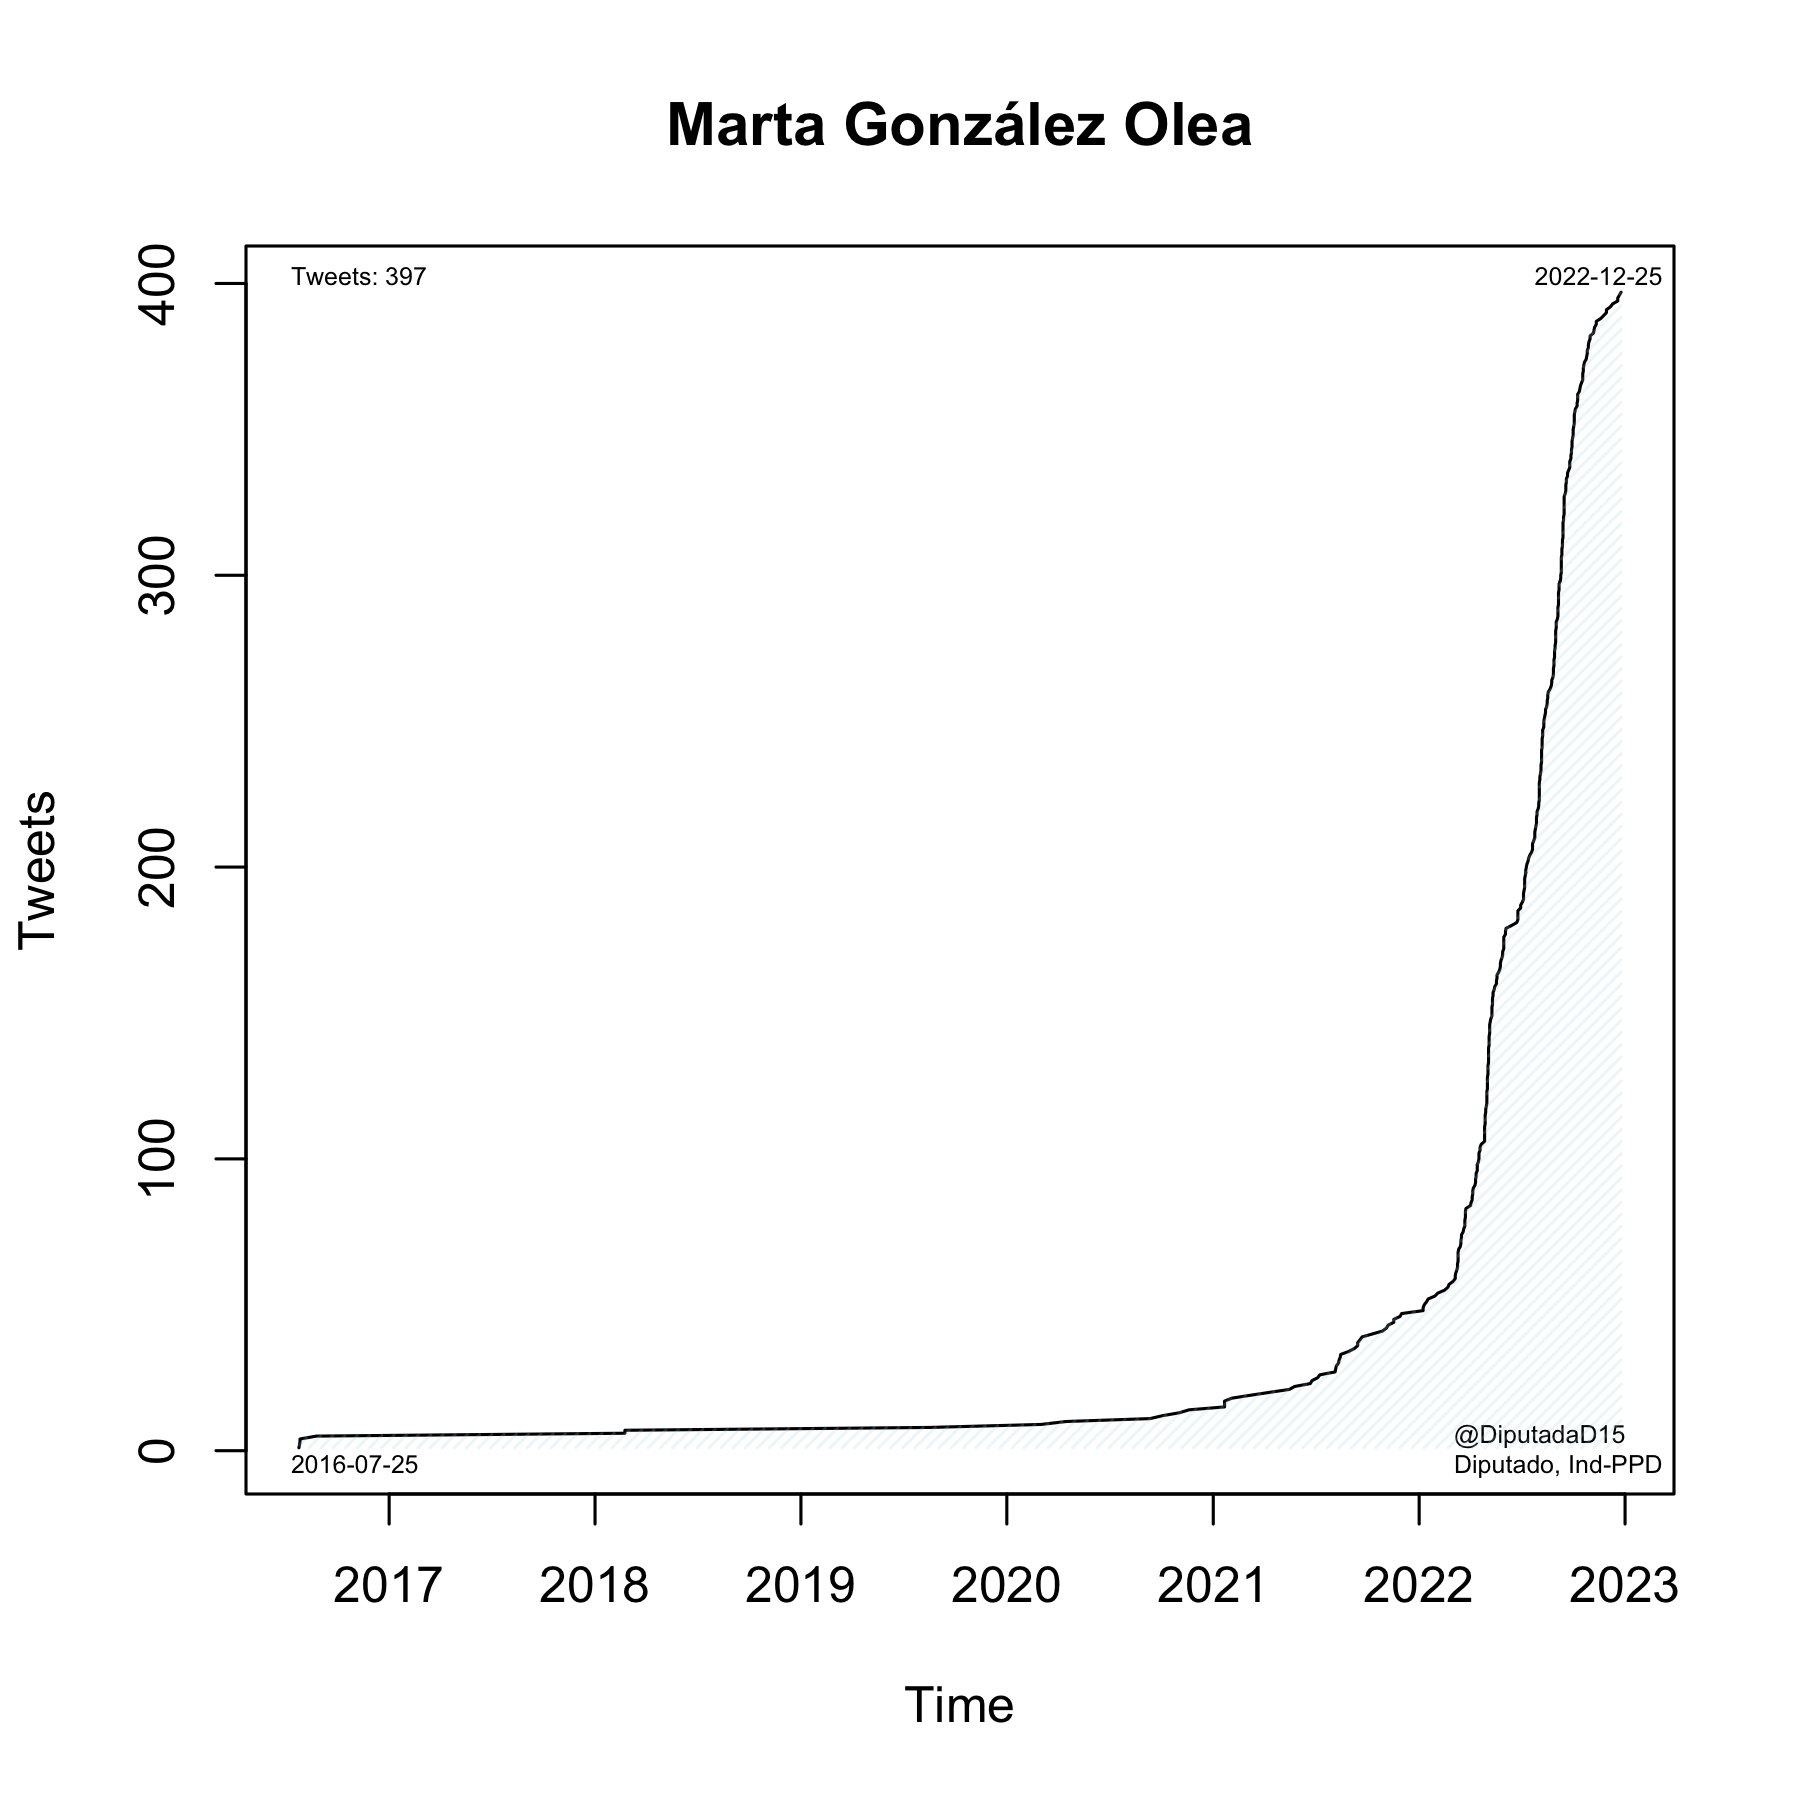 Marta González Olea
Tweets: 397
2022-12-25
400
300
200
100
0
Tweets
@DiputadaD15
Diputado, Ind-PPD
2016-07-25
2017 2018 2019 2020 2021 2022 2023
Time